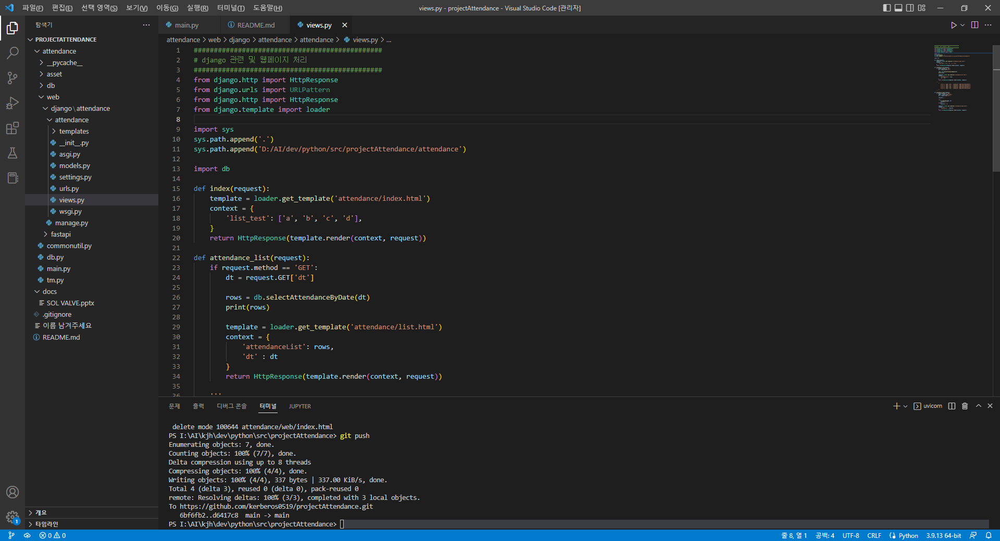 파일(F) 편집(E) 선택 영역(S) 보기(V) 이동(G) 실행(R) 터미널(T) 도움말(H)
views.py - projectAttendance - Visual Studio Code [관리자]
탐색기
PROJECTATTENDANCE
attendance
__pycache__
asset
db
web
django\attendance
attendance
templates
__init__.py
asgi.py
models.py
settings.py
urls.py
views.py
wsgi.py
manage.py
fastapi
commonutil.py
db.py
main.py
tm.py
docs
SOL VALVE.pptx
.gitignore
이름 남겨주세요
README.md
개요
타임라인
main.py README.md views.py
attendance > web > django > attendance > attendance > views.py > ...
1 ###############################################
2 # django 관련 및 웹페이지 처리
3 ###############################################
4 from django.http import HttpResponse
5 from django.urls import URLPattern
6 from django.http import HttpResponse
7 from django.template import loader
8
9 import sys
10 sys.path.append('.')
11 sys.path.append('D:/AI/dev/python/src/projectAttendance/attendance')
12
13 import db
14
15 def index(request):
16 template = loader.get_template('attendance/index.html')
17 context = {
18 'list_test': ['a', 'b', 'c', 'd'],
19 }
20 return HttpResponse(template.render(context, request))
21
22 def attendance_list(request):
23 if request.method == 'GET':
24 dt = request.GET['dt']
25
26 rows = db.selectAttendanceByDate(dt)
27 print(rows)
28
29 template = loader.get_template('attendance/list.html')
30 context = {
31 'attendanceList': rows,
32 'dt' : dt
33 }
34 return HttpResponse(template.render(context, request))
35
36 '''
문제 출력 디버그 콘솔 터미널 JUPYTER
uvicorn
delete mode 100644 attendance/web/index.html
PS I:\AI\kjh\dev\python\src\projectAttendance> git push
Enumerating objects: 7, done.
Counting objects: 100% (7/7), done.
Delta compression using up to 8 threads
Compressing objects: 100% (4/4), done.
Writing objects: 100% (4/4), 337 bytes | 337.00 KiB/s, done.
Total 4 (delta 3), reused 0 (delta 0), pack-reused 0
remote: Resolving deltas: 100% (3/3), completed with 3 local objects.
To https://github.com/kerberos0519/projectAttendance.git
6bf6fb2..d6417c8 main -> main
PS I:\AI\kjh\dev\python\src\projectAttendance>
1
0 0
줄 8, 열 1 공백: 4 UTF-8 CRLF Python 3.9.13 64-bit